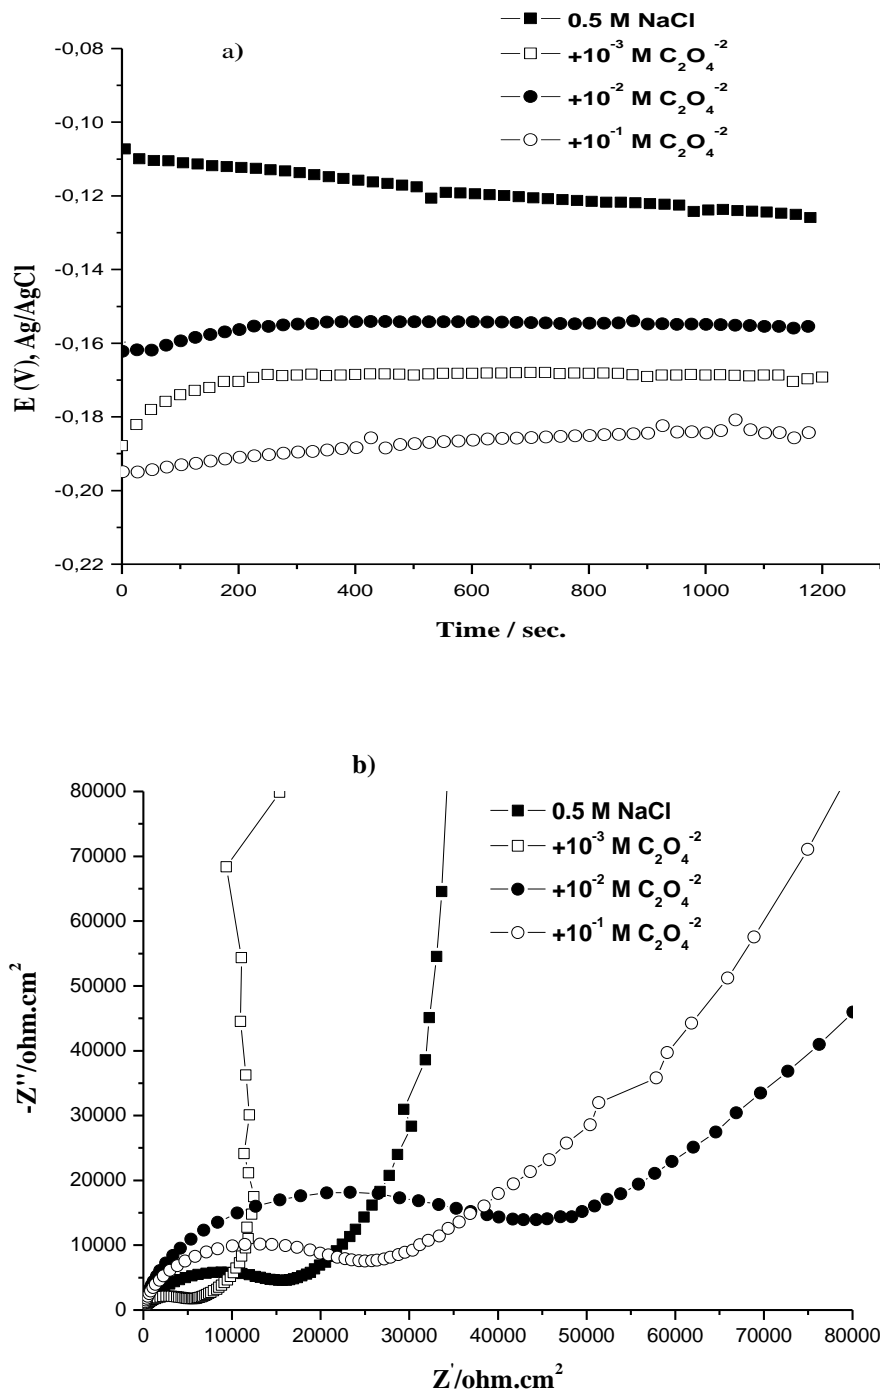 a)
0.5 M NaCl
+10⁻³ M C₂O₄⁻²
+10⁻² M C₂O₄⁻²
+10⁻¹ M C₂O₄⁻²
-0,08
-0,10
-0,12
-0,14
-0,16
-0,18
-0,20
-0,22
E (V), Ag/AgCl
0 200 400 600 800 1000 1200
Time / sec.
b)
0.5 M NaCl
+10⁻³ M C₂O₄⁻²
+10⁻² M C₂O₄⁻²
+10⁻¹ M C₂O₄⁻²
80000
70000
60000
50000
40000
30000
20000
10000
0
-Z''/ohm.cm²
0 10000 20000 30000 40000 50000 60000 70000 80000
Z'/ohm.cm²